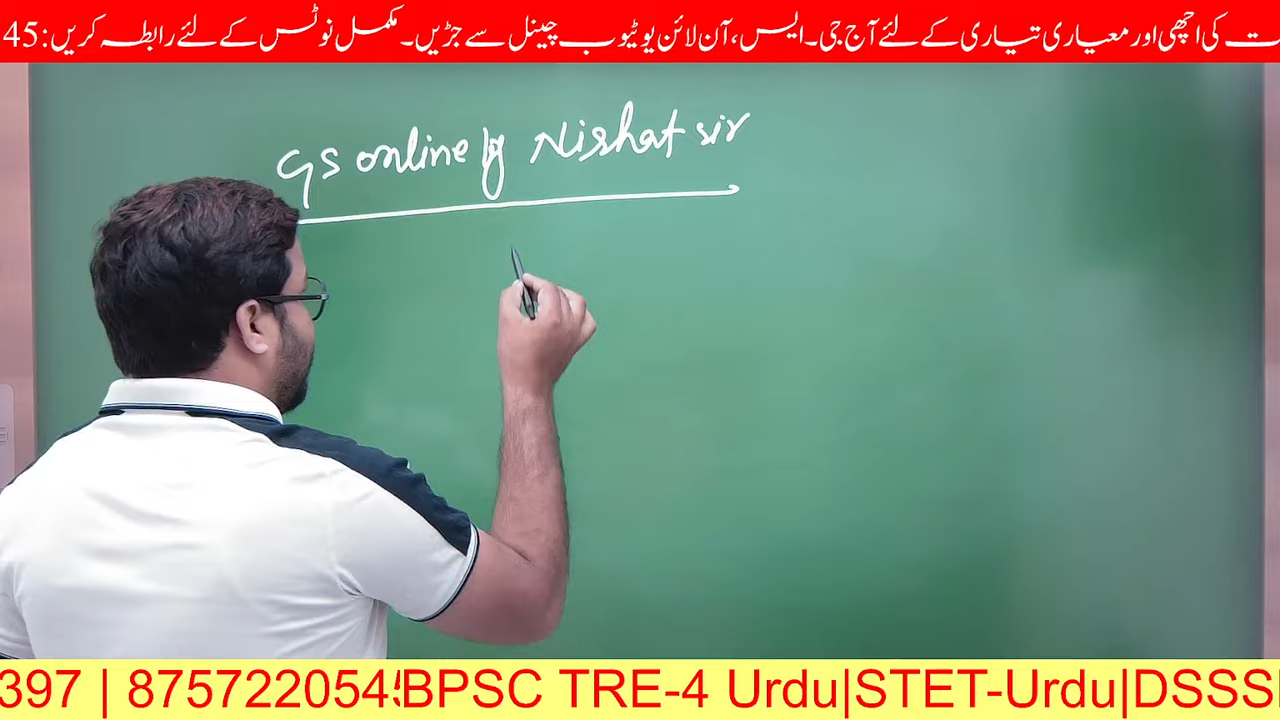 کی اچھی اور معیاری تیاری کے لئے آج جی۔ایس،آن لائن یوٹیوب چینل سے جڑیں۔مکمل نوٹس کے لئے رابطہ کریں:45
GS online by Nishat sir
397 | 8757220545 BPSC TRE-4 Urdu|STET-Urdu|DSSS